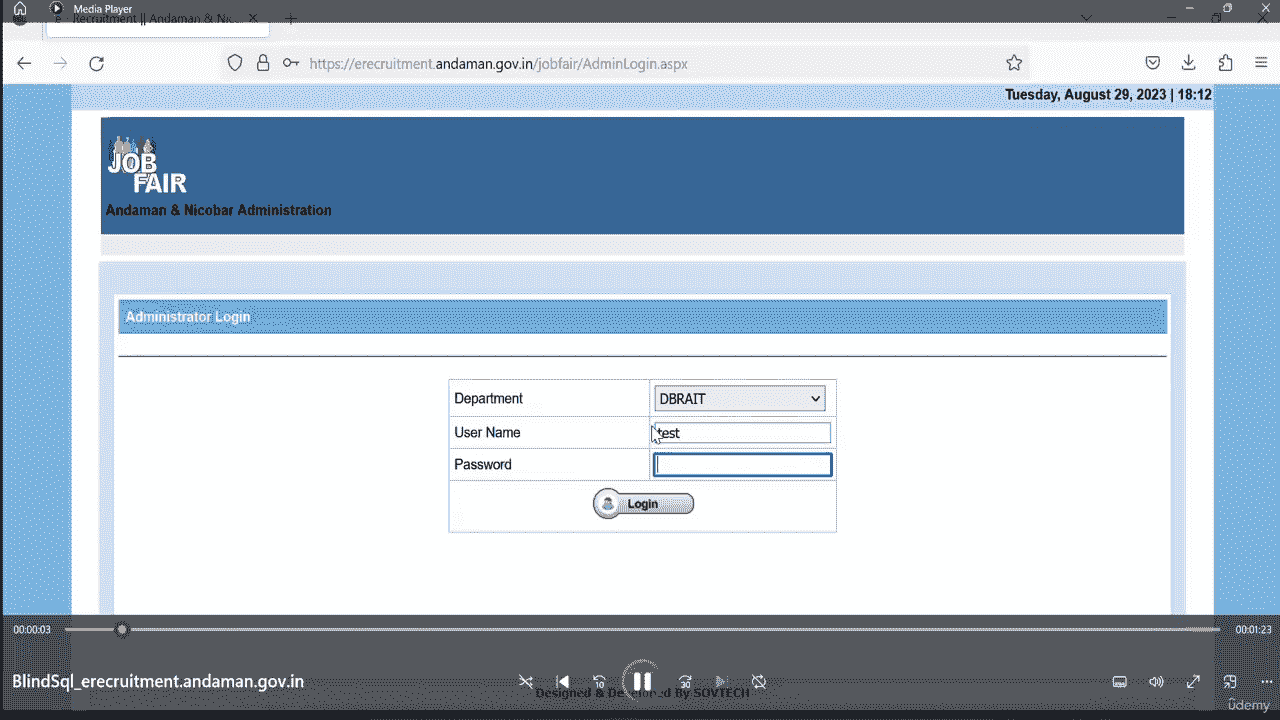 Media Player
e - Recruitment || Andaman & Nic...
https://erecruitment.andaman.gov.in/jobfair/AdminLogin.aspx
Tuesday, August 29, 2023 | 18:12
JOB
FAIR
Andaman & Nicobar Administration
Administrator Login
Department DBRAIT
User Name test
Password
Login
00:00:03 00:01:23
BlindSql_erecruitment.andaman.gov.in
10 30
Designed & Developed By SOVTECH
Udemy